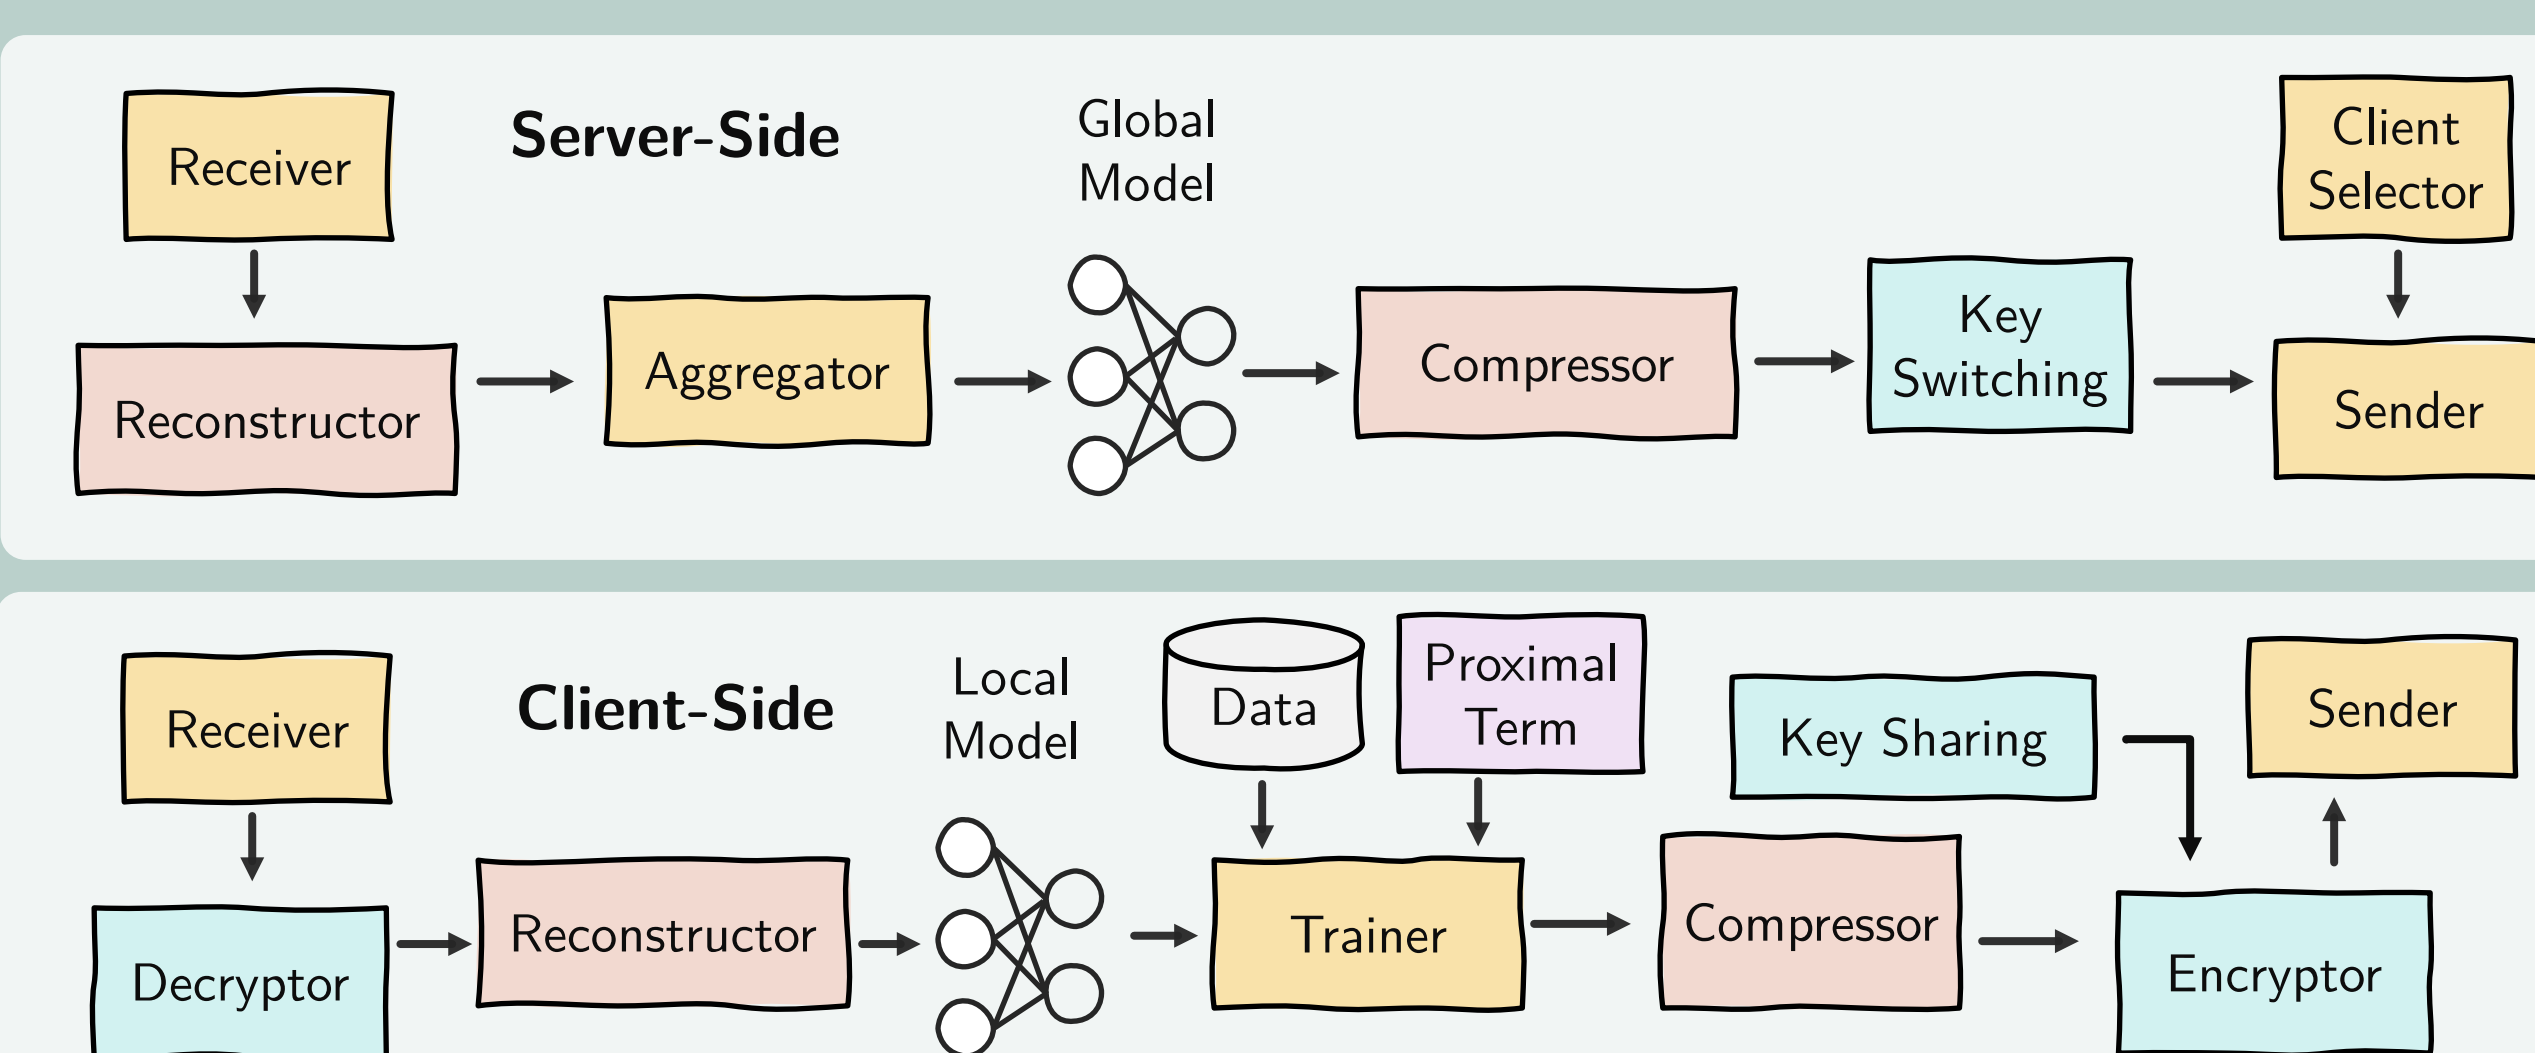 Server-Side
Receiver
Reconstructor
Aggregator
Global
Model
Compressor
Key
Switching
Client
Selector
Sender
Client-Side
Receiver
Decryptor
Reconstructor
Local
Model
Data
Proximal
Term
Trainer
Key Sharing
Compressor
Encryptor
Sender